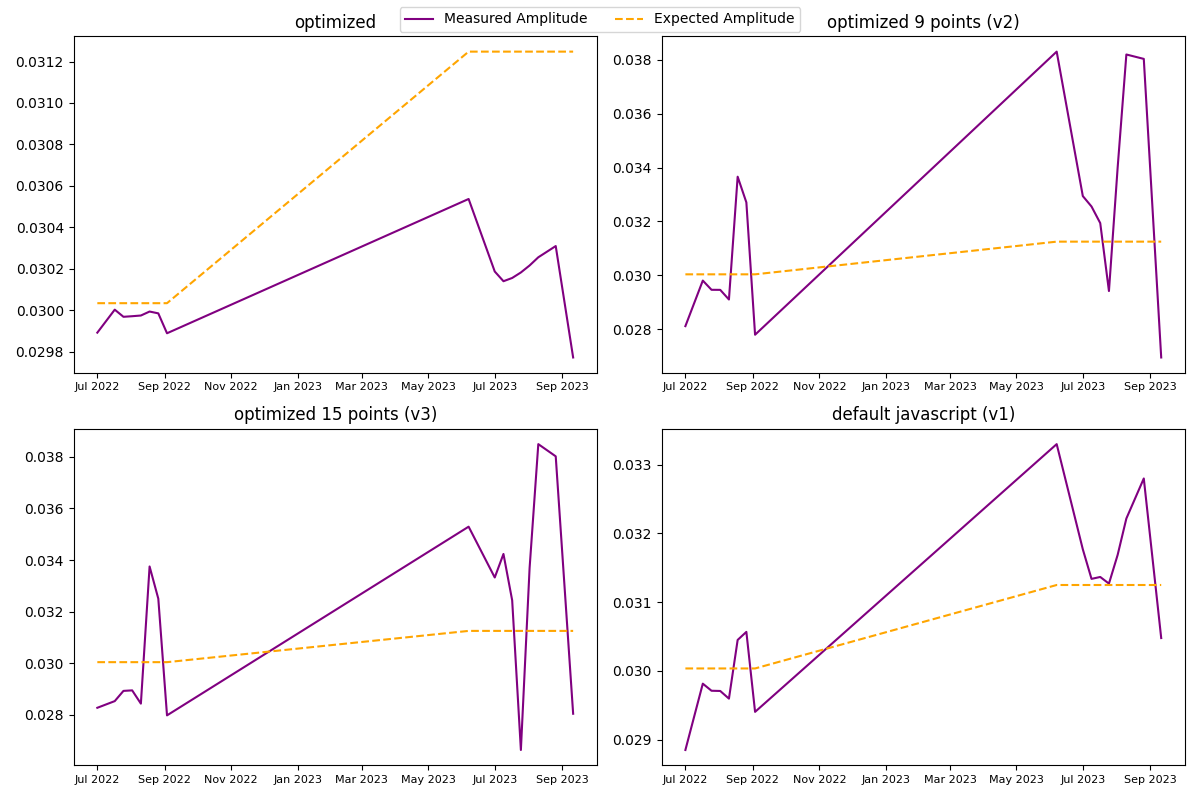 optimized
Measured Amplitude
Expected Amplitude
optimized 9 points (v2)
0.0312
0.0310
0.0308
0.0306
0.0304
0.0302
0.0300
0.0298
Jul 2022 Sep 2022 Nov 2022 Jan 2023 Mar 2023 May 2023 Jul 2023 Sep 2023
0.038
0.036
0.034
0.032
0.030
0.028
Jul 2022 Sep 2022 Nov 2022 Jan 2023 Mar 2023 May 2023 Jul 2023 Sep 2023
optimized 15 points (v3)
0.038
0.036
0.034
0.032
0.030
0.028
Jul 2022 Sep 2022 Nov 2022 Jan 2023 Mar 2023 May 2023 Jul 2023 Sep 2023
default javascript (v1)
0.033
0.032
0.031
0.030
0.029
Jul 2022 Sep 2022 Nov 2022 Jan 2023 Mar 2023 May 2023 Jul 2023 Sep 2023